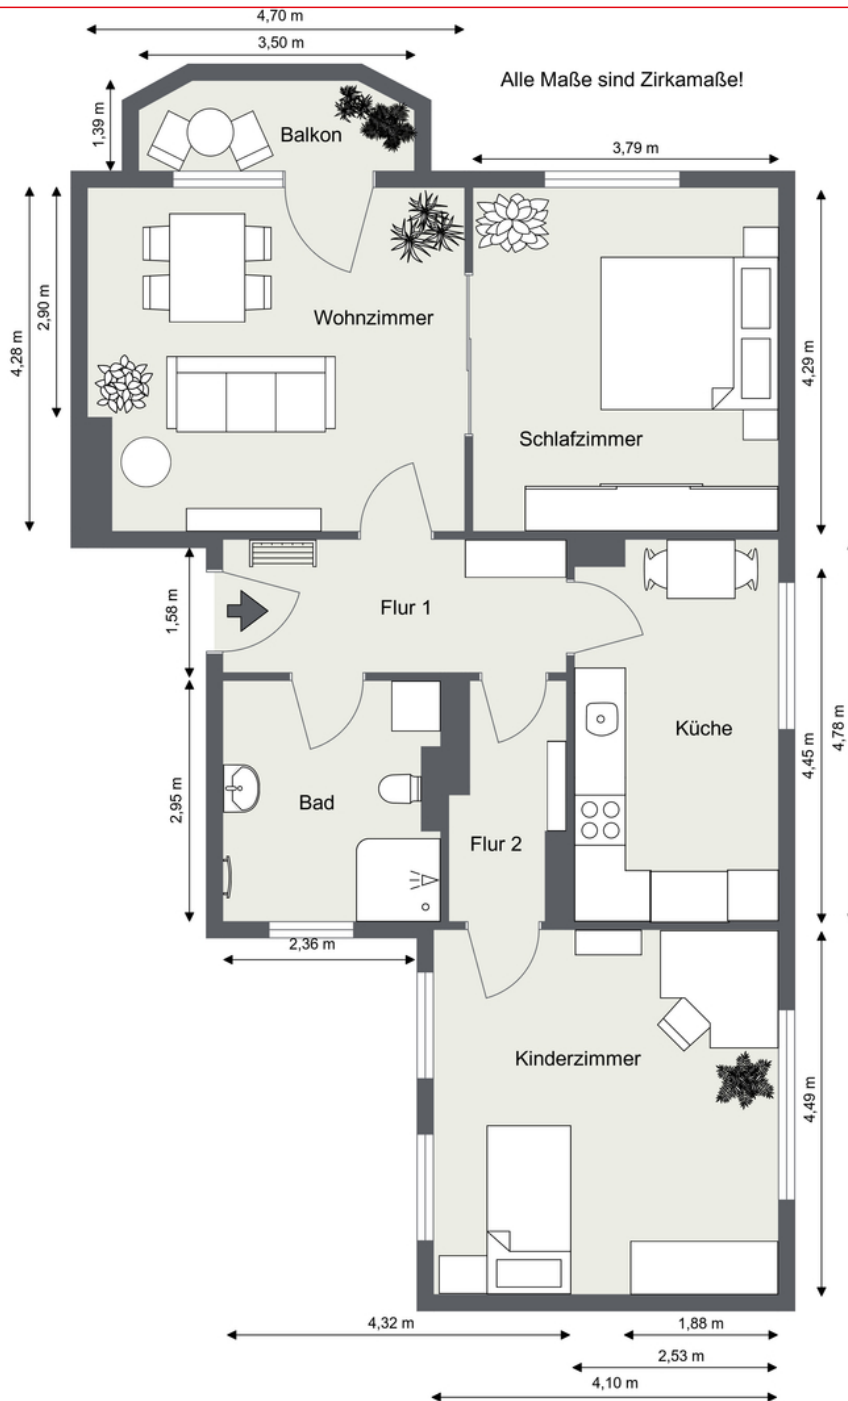 4,70 m
3,50 m
Alle Maße sind Zirkamaße!
1,39 m
Balkon
3,79 m
4,28 m
2,90 m
Wohnzimmer
4,29 m
Schlafzimmer
1,58 m
Flur 1
Küche
4,45 m
4,78 m
2,95 m
Bad
Flur 2
2,36 m
Kinderzimmer
4,49 m
4,32 m
1,88 m
2,53 m
4,10 m